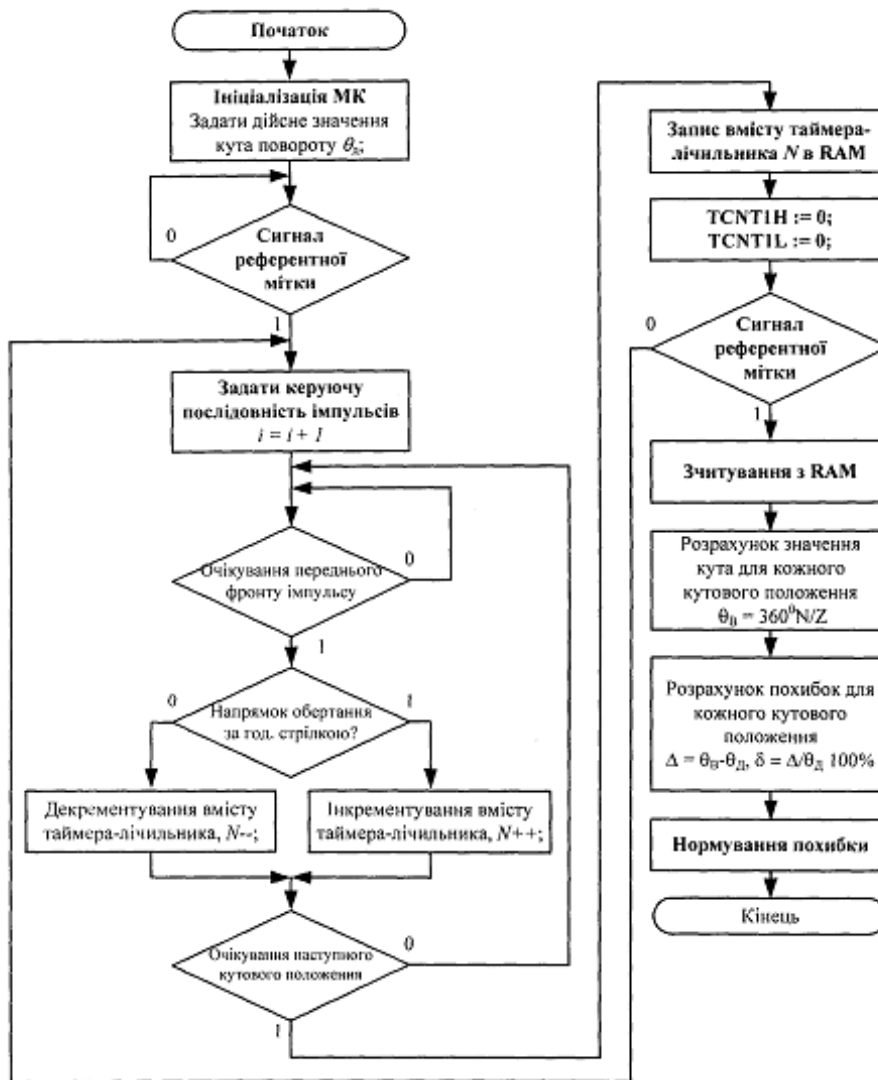 Початок
Ініціалізація МК
Задати дійсне значення
кута повороту θд;
0
Сигнал
референтної
мітки
1
Задати керуючу
послідовність імпульсів
i = i + 1
Очікування переднього
фронту імпульсу
0
1
0
Напрямок обертання
за год. стрілкою?
1
Декрементування вмісту
таймера-лічильника, N--;
Інкрементування вмісту
таймера-лічильника, N++;
Очікування наступного
кутового положення
0
1
Запис вмісту таймера-
лічильника N в RAM
TCNT1H := 0;
TCNT1L := 0;
0
Сигнал
референтної
мітки
1
Зчитування з RAM
Розрахунок значення
кута для кожного
кутового положення
θВ = 360⁰N/Z
Розрахунок похибок для
кожного кутового
положення
Δ = θВ-θД, δ = Δ/θД 100%
Нормування похибки
Кінець